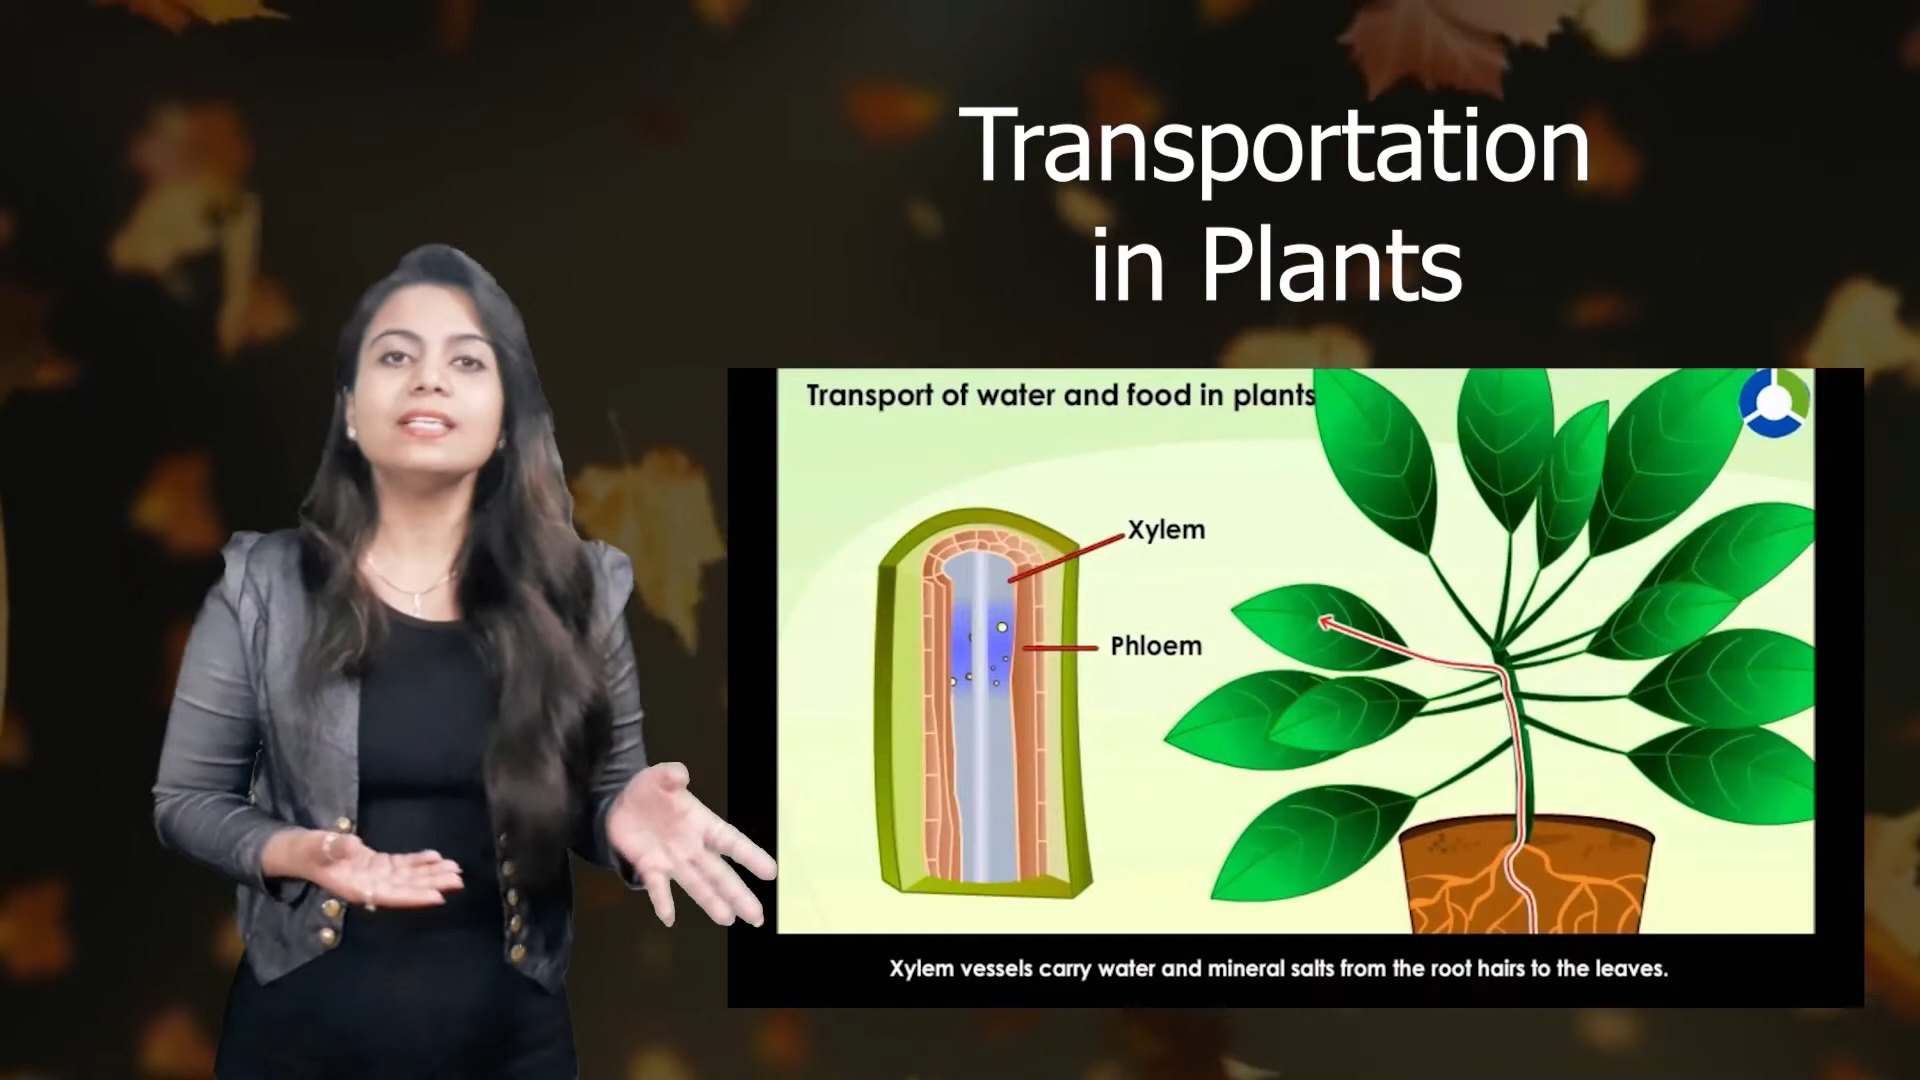 Transportation
in Plants
Transport of water and food in plants
Xylem
Phloem
Xylem vessels carry water and mineral salts from the root hairs to the leaves.